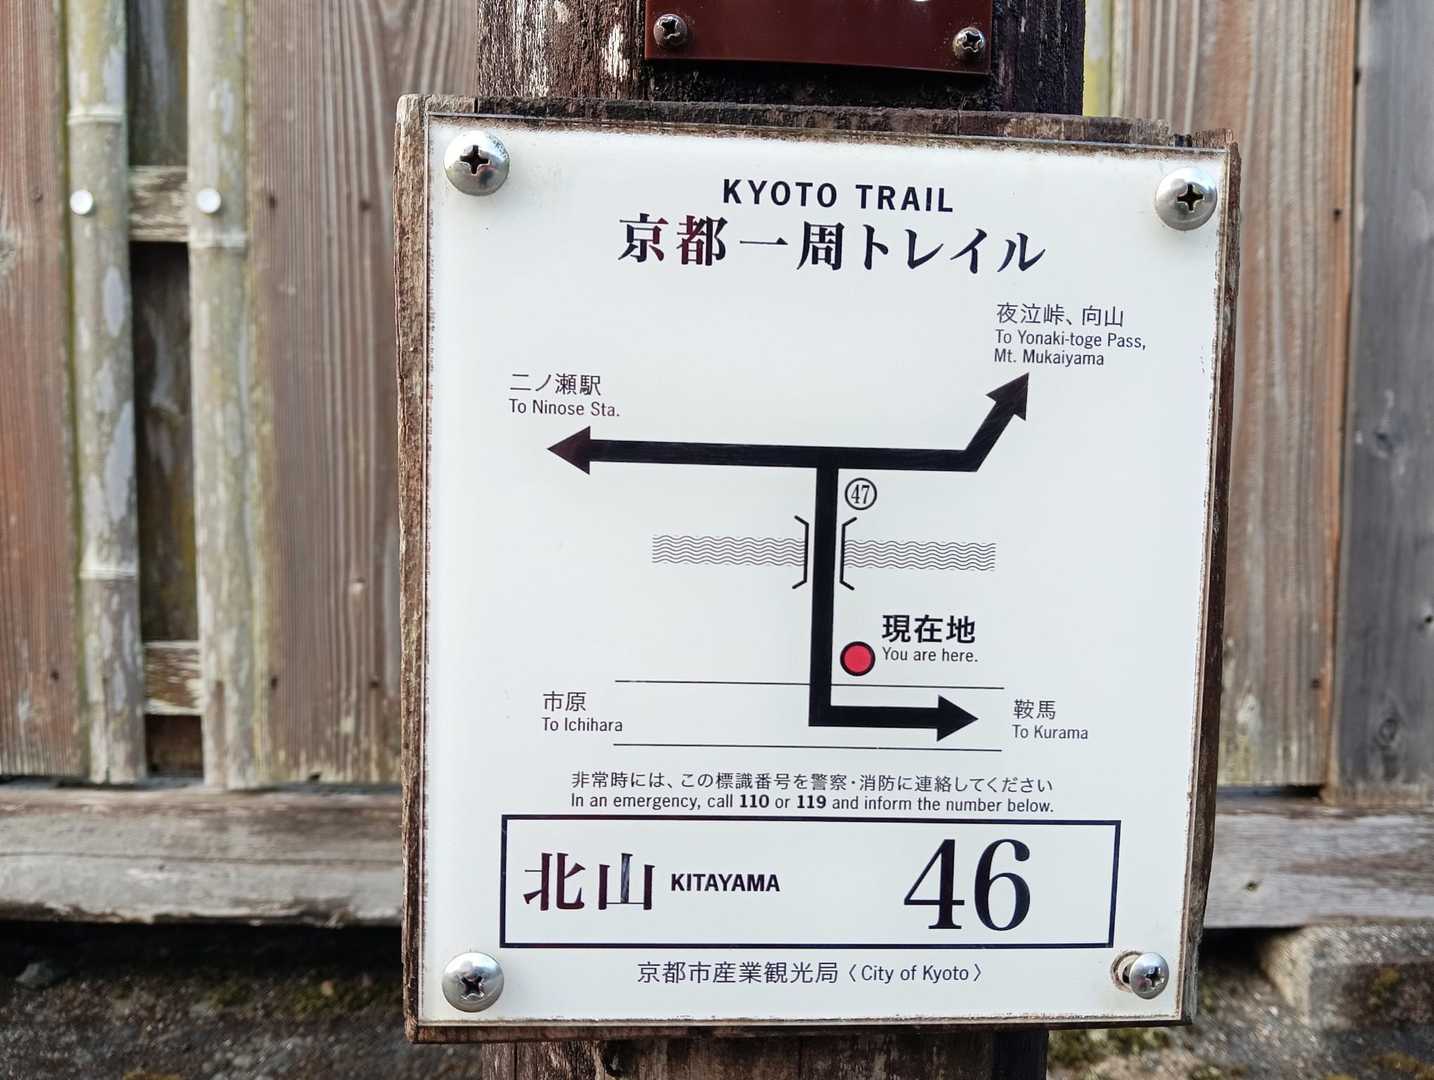 KYOTO TRAIL
京都一周トレイル
夜泣峠、向山
To Yonaki-toge Pass,
Mt. Mukaiyama
二ノ瀬駅
To Ninose Sta.
47
現在地
You are here.
市原
To Ichihara
鞍馬
To Kurama
非常時には、この標識番号を警察・消防に連絡してください
In an emergency, call 110 or 119 and inform the number below.
北山 KITAYAMA 46
京都市産業観光局〈City of Kyoto〉